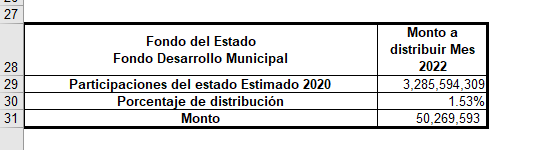 27
Fondo del Estado
Fondo Desarrollo Municipal
Monto a
distribuir Mes
2022
28
29 Participaciones del estado Estimado 2020 3,285,594,309
30 Porcentaje de distribución 1.53%
31 Monto 50,269,593